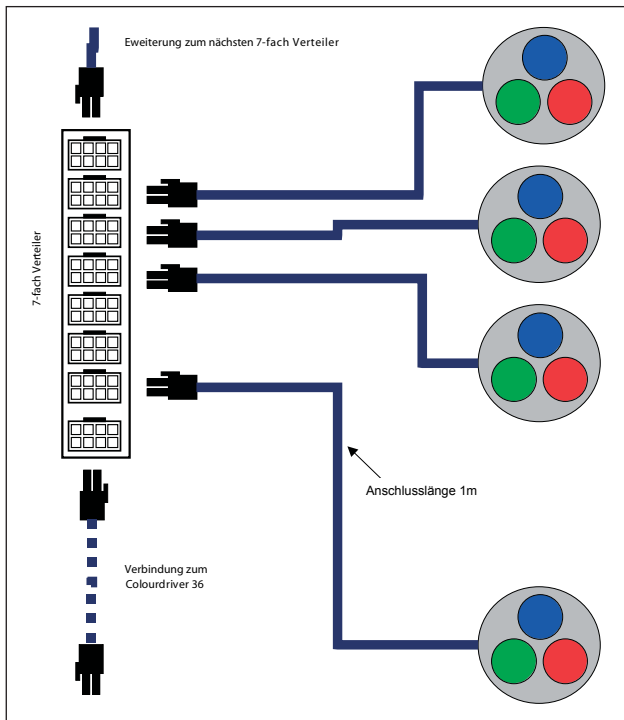 Eweiterung zum nächsten 7-fach Verteiler
7-fach Verteiler
Anschlusslänge 1m
Verbindung zum
Colourdriver 36